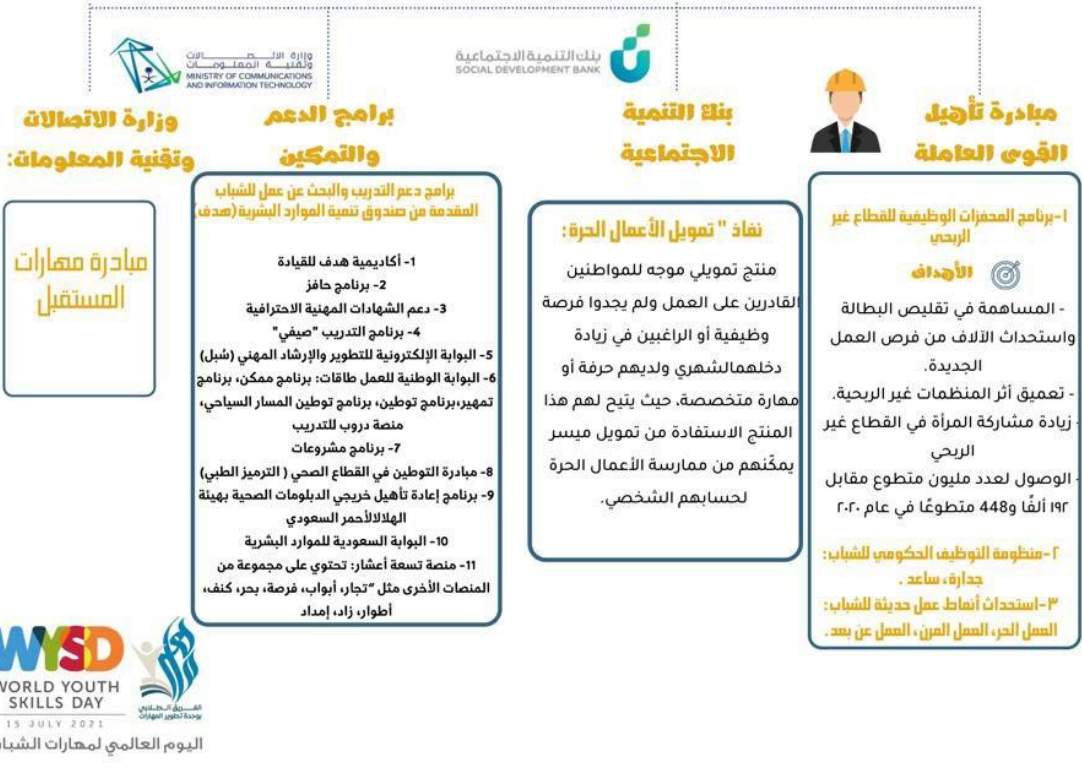 مبادرة تأهيل
القوى العاملة
1-برنامج المحفزات الوظيفية للقطاع غير
الربحي
الأهداف
- المساهمة في تقليص البطالة
واستحداث الآلاف من فرص العمل
الجديدة.
- تعميق أثر المنظمات غير الربحية.
- زيادة مشاركة المرأة في القطاع غير
الربحي
- الوصول لعدد مليون متطوع مقابل
١٩٢ ألفًا و448 متطوعًا في عام ٢٠٢٠
٢-منظومة التوظيف الحكومي للشباب:
جدارة، ساعد .
٣-استحداث أنماط عمل حديثة للشباب:
العمل الحر، العمل المرن، العمل عن بعد.
بنك التنمية الاجتماعية
SOCIAL DEVELOPMENT BANK
بنك التنمية
الاجتماعية
نفاذ " تمويل الأعمال الحرة:
منتج تمويلي موجه للمواطنين
القادرين على العمل ولم يجدوا فرصة
وظيفية أو الراغبين في زيادة
دخلهمالشهري ولديهم حرفة أو
مهارة متخصصة، حيث يتيح لهم هذا
المنتج الاستفادة من تمويل ميسر
يمكّنهم من ممارسة الأعمال الحرة
لحسابهم الشخصي.
برامج الدعم
والتمكين
برامج دعم التدريب والبحث عن عمل للشباب
المقدمة من صندوق تنمية الموارد البشرية(هدف)
1- أكاديمية هدف للقيادة
2- برنامج حافز
3- دعم الشهادات المهنية الاحترافية
4- برنامج التدريب "صيفي"
5- البوابة الإلكترونية للتطوير والإرشاد المهني (سُبل)
6- البوابة الوطنية للعمل طاقات: برنامج ممكن، برنامج
تمهير،برنامج توطين، برنامج توطين المسار السياحي،
منصة دروب للتدريب
7- برنامج مشروعات
8- مبادرة التوطين في القطاع الصحي ( الترميز الطبي)
9- برنامج إعادة تأهيل خريجي الدبلومات الصحية بهيئة
الهلالالأحمر السعودي
10- البوابة السعودية للموارد البشرية
11- منصة تسعة أعشار: تحتوي على مجموعة من
المنصات الأخرى مثل "تجار، أبواب، فرصة، بحر، كنف،
أطوار، زاد، إمداد
وزارة الاتصالات
وتقنية المعلومات
MINISTRY OF COMMUNICATIONS
AND INFORMATION TECHNOLOGY
وزارة الاتصالات
وتقنية المعلومات:
مبادرة مهارات
المستقبل
WYSD
WORLD YOUTH
SKILLS DAY
15 JULY 2021
الفريق الطلابي
بوحدة تطوير المهارات
اليوم العالمي لمهارات الشباب